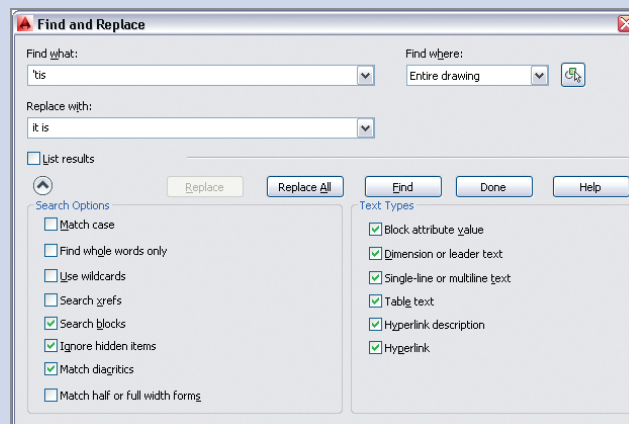 Find and Replace
Find what:
Find where:
'tis
Entire drawing
Replace with:
it is
List results
Replace
Replace All
Find
Done
Help
Search Options
Text Types
Match case
Block attribute value
Find whole words only
Dimension or leader text
Use wildcards
Single-line or multiline text
Search xrefs
Table text
Search blocks
Hyperlink description
Ignore hidden items
Hyperlink
Match diacritics
Match half or full width forms